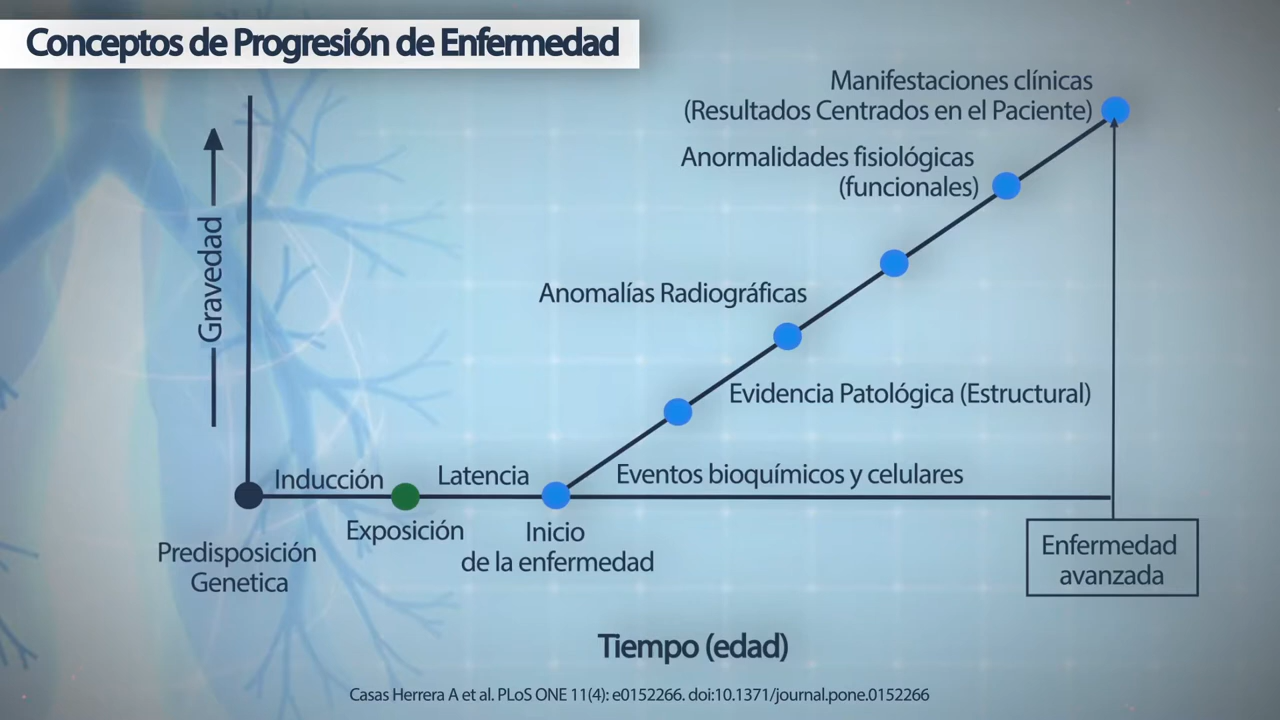 Conceptos de Progresión de Enfermedad
Manifestaciones clínicas
(Resultados Centrados en el Paciente)
Anormalidades fisiológicas
(funcionales)
Gravedad
Anomalías Radiográficas
Evidencia Patológica (Estructural)
Inducción
Latencia
Eventos bioquímicos y celulares
Exposición
Inicio
de la enfermedad
Predisposición
Genetica
Enfermedad
avanzada
Tiempo (edad)
Casas Herrera A et al. PLoS ONE 11(4): e0152266. doi:10.1371/journal.pone.0152266